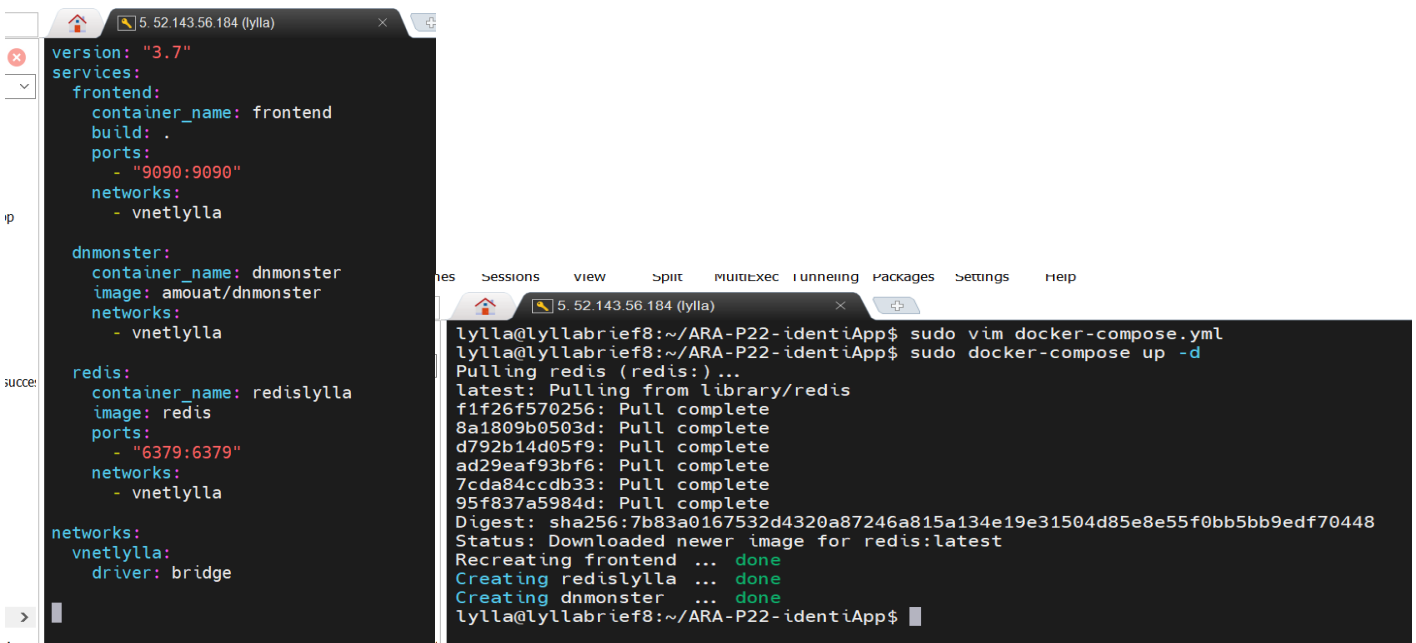 5. 52.143.56.184 (lylla)
version: "3.7"
services:
  frontend:
    container_name: frontend
    build: .
    ports:
      - "9090:9090"
    networks:
      - vnetlylla
  dnmonster:
    container_name: dnmonster
    image: amouat/dnmonster
    networks:
      - vnetlylla
  redis:
    container_name: redislylla
    image: redis
    ports:
      - "6379:6379"
    networks:
      - vnetlylla
networks:
  vnetlylla:
    driver: bridge
Sessions View Split MultiExec Tunneling Packages Settings Help
5. 52.143.56.184 (lylla)
lylla@lyllabrief8:~/ARA-P22-identiApp$ sudo vim docker-compose.yml
lylla@lyllabrief8:~/ARA-P22-identiApp$ sudo docker-compose up -d
Pulling redis (redis:)...
latest: Pulling from library/redis
f1f26f570256: Pull complete
8a1809b0503d: Pull complete
d792b14d05f9: Pull complete
ad29eaf93bf6: Pull complete
7cda84ccdb33: Pull complete
95f837a5984d: Pull complete
Digest: sha256:7b83a0167532d4320a87246a815a134e19e31504d85e8e55f0bb5bb9edf70448
Status: Downloaded newer image for redis:latest
Recreating frontend ... done
Creating redislylla ... done
Creating dnmonster  ... done
lylla@lyllabrief8:~/ARA-P22-identiApp$